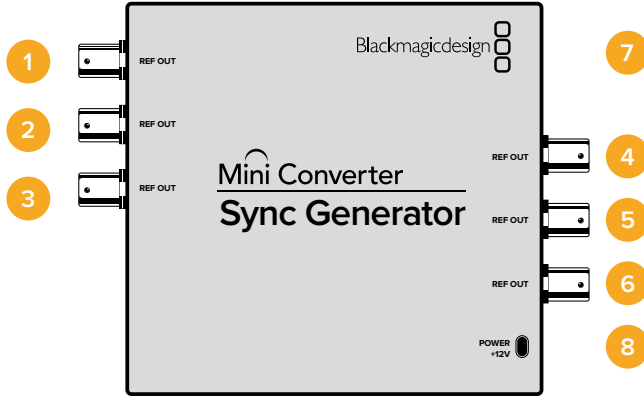 1
REF OUT
2
REF OUT
3
REF OUT
Blackmagicdesign
Mini Converter
Sync Generator
7
REF OUT
4
REF OUT
5
REF OUT
6
POWER
+12V
8